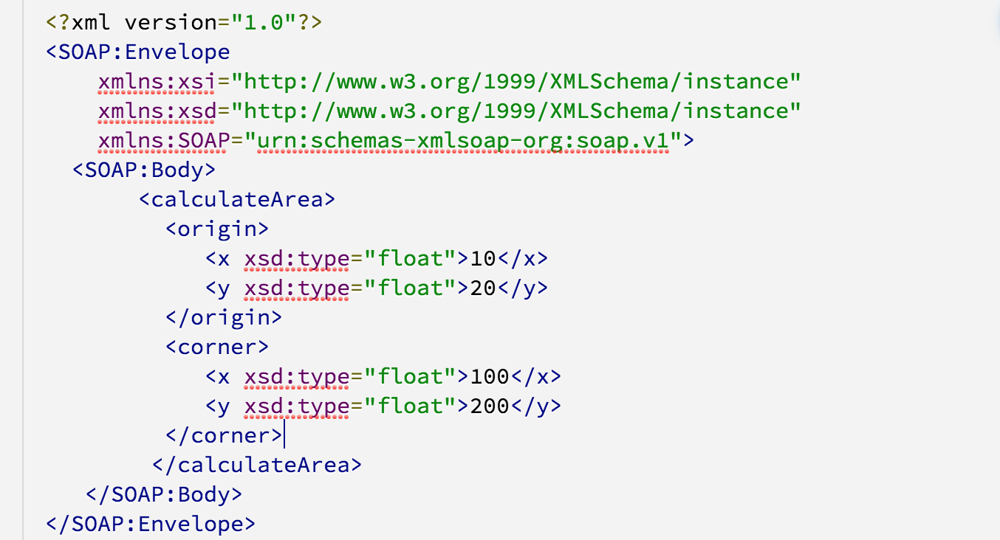 <?xml version="1.0"?>
<SOAP:Envelope
xmlns:xsi="http://www.w3.org/1999/XMLSchema/instance"
xmlns:xsd="http://www.w3.org/1999/XMLSchema/instance"
xmlns:SOAP="urn:schemas-xmlsoap-org:soap.v1">
<SOAP:Body>
<calculateArea>
<origin>
<x xsd:type="float">10</x>
<y xsd:type="float">20</y>
</origin>
<corner>
<x xsd:type="float">100</x>
<y xsd:type="float">200</y>
</corner>
</calculateArea>
</SOAP:Body>
</SOAP:Envelope>